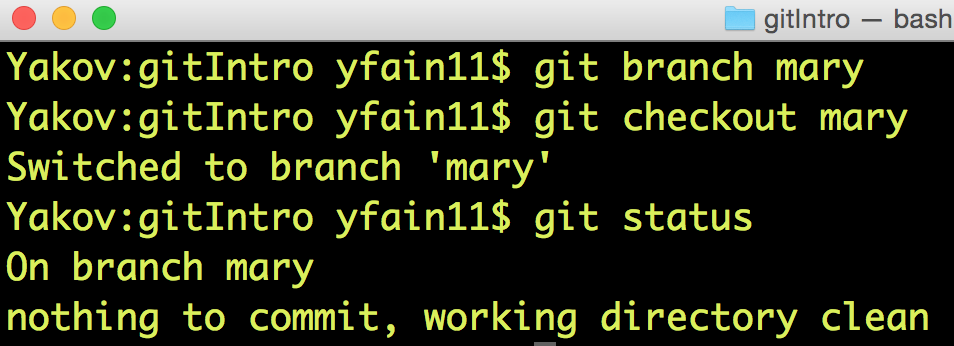 gitIntro — bash
Yakov:gitIntro yfain11$ git branch mary
Yakov:gitIntro yfain11$ git checkout mary
Switched to branch 'mary'
Yakov:gitIntro yfain11$ git status
On branch mary
nothing to commit, working directory clean